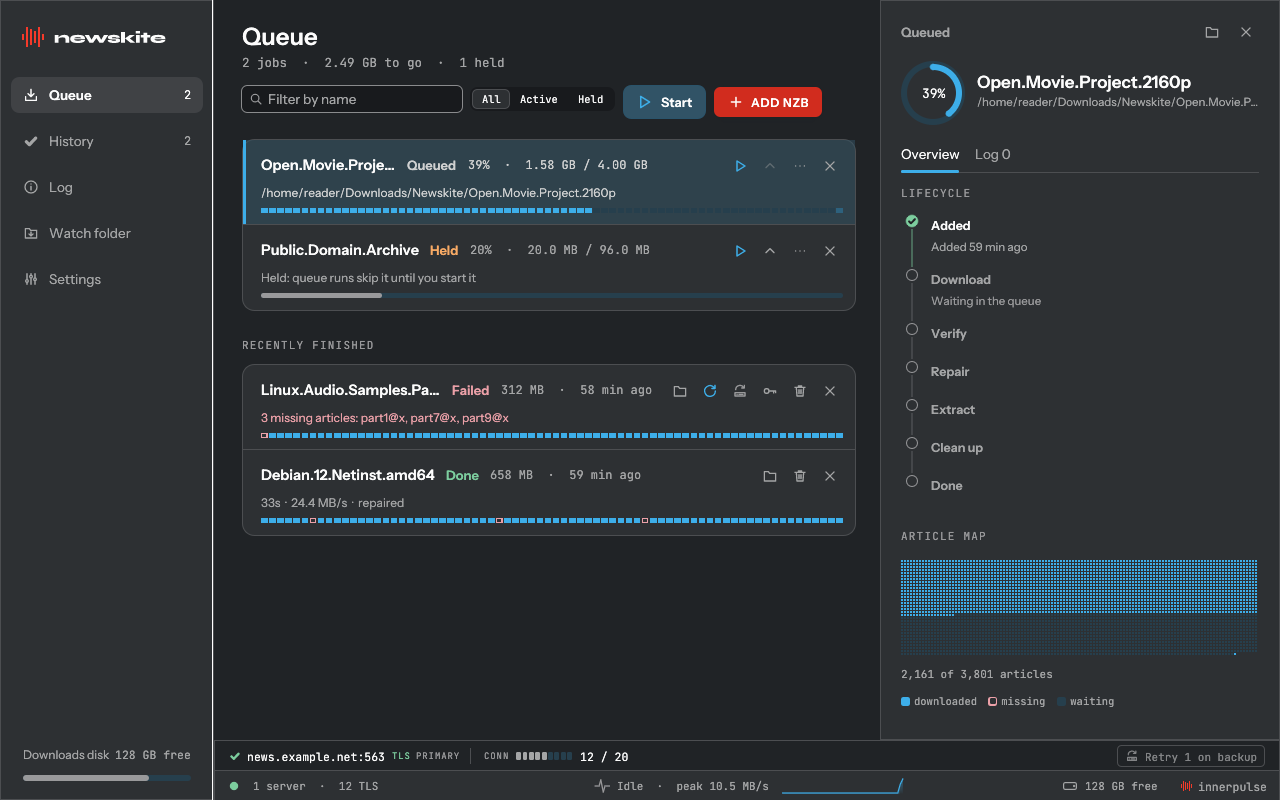 newskite
Queue 2
History 2
Log
Watch folder
Settings
Downloads disk 128 GB free
Queue
2 jobs · 2.49 GB to go · 1 held
Filter by name
All Active Held
Start
ADD NZB
Open.Movie.Proje… Queued 39% · 1.58 GB / 4.00 GB
/home/reader/Downloads/Newskite/Open.Movie.Project.2160p
Public.Domain.Archive Held 20% · 20.0 MB / 96.0 MB
Held: queue runs skip it until you start it
RECENTLY FINISHED
Linux.Audio.Samples.Pa… Failed 312 MB · 58 min ago
3 missing articles: part1@x, part7@x, part9@x
Debian.12.Netinst.amd64 Done 658 MB · 59 min ago
33s · 24.4 MB/s · repaired
Queued
39%
Open.Movie.Project.2160p
/home/reader/Downloads/Newskite/Open.Movie.P…
Overview Log 0
LIFECYCLE
Added
Added 59 min ago
Download
Waiting in the queue
Verify
Repair
Extract
Clean up
Done
ARTICLE MAP
2,161 of 3,801 articles
downloaded missing waiting
news.example.net:563 TLS PRIMARY CONN 12 / 20
Retry 1 on backup
1 server · 12 TLS
Idle · peak 10.5 MB/s
128 GB free
innerpulse